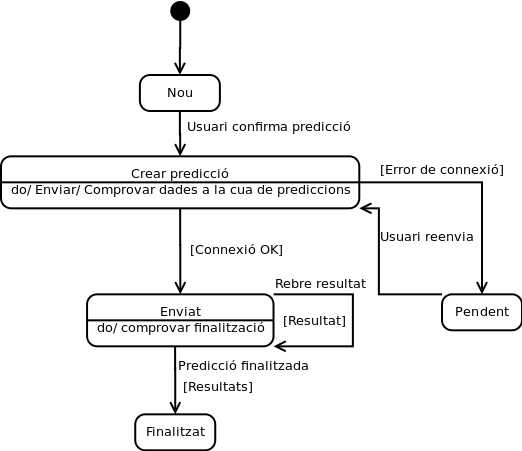 Nou
Usuari confirma predicció
Crear predicció
do/ Enviar/ Comprovar dades a la cua de prediccions
[Error de connexió]
Usuari reenvia
[Connexió OK]
Rebre resultat
Enviat
do/ comprovar finalització
[Resultat]
Pendent
Predicció finalitzada
[Resultats]
Finalitzat